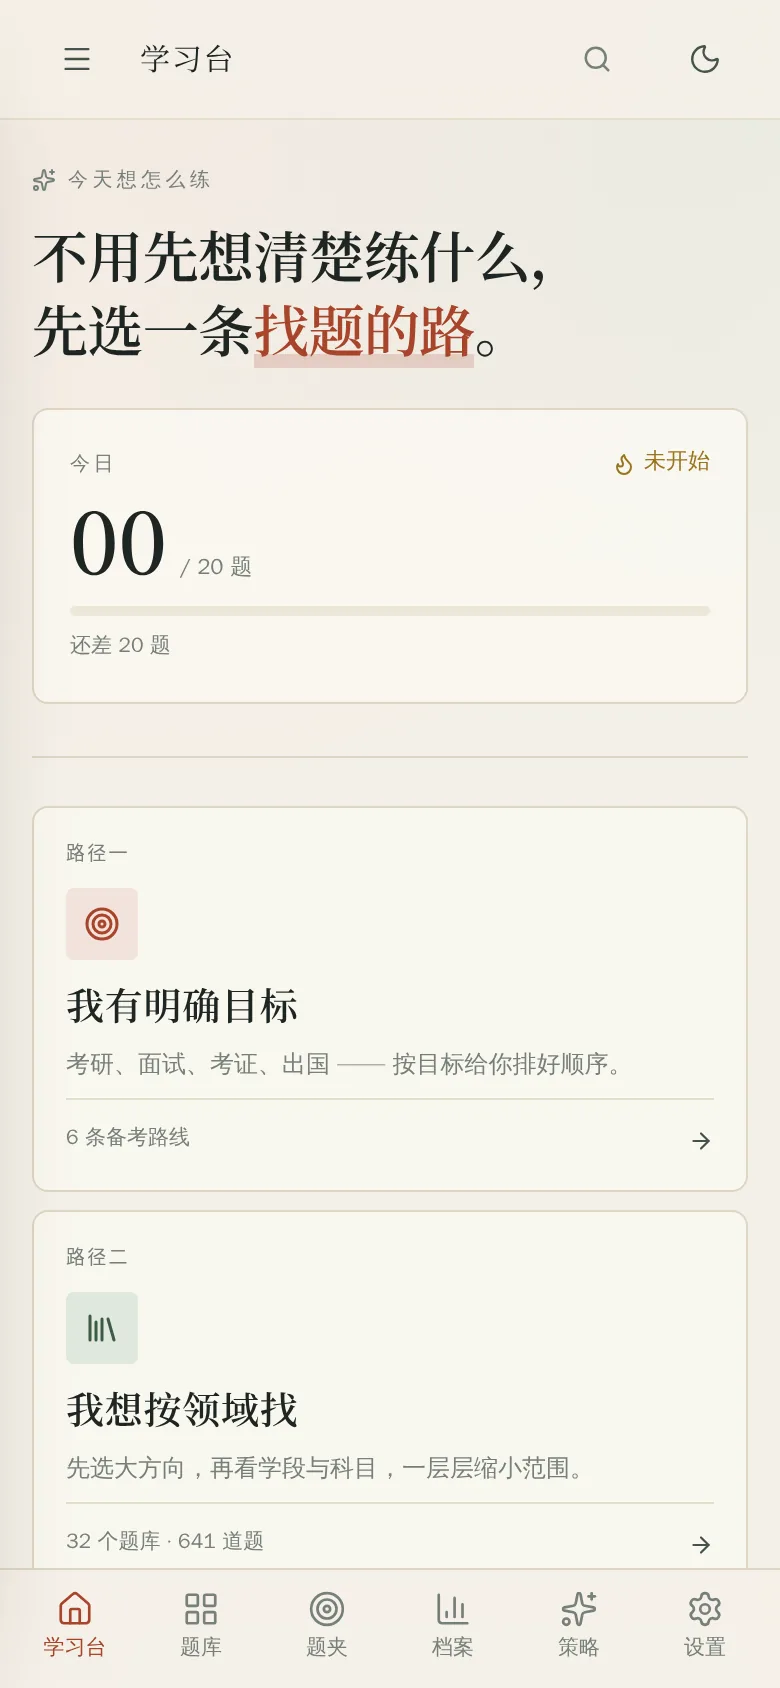 学习台
今天想怎么练
不用先想清楚练什么，
先选一条找题的路。
今日
未开始
00 / 20 题
还差 20 题
路径一
我有明确目标
考研、面试、考证、出国 —— 按目标给你排好顺序。
6 条备考路线
路径二
我想按领域找
先选大方向，再看学段与科目，一层层缩小范围。
32 个题库 · 641 道题
学习台
题库
题夹
档案
策略
设置